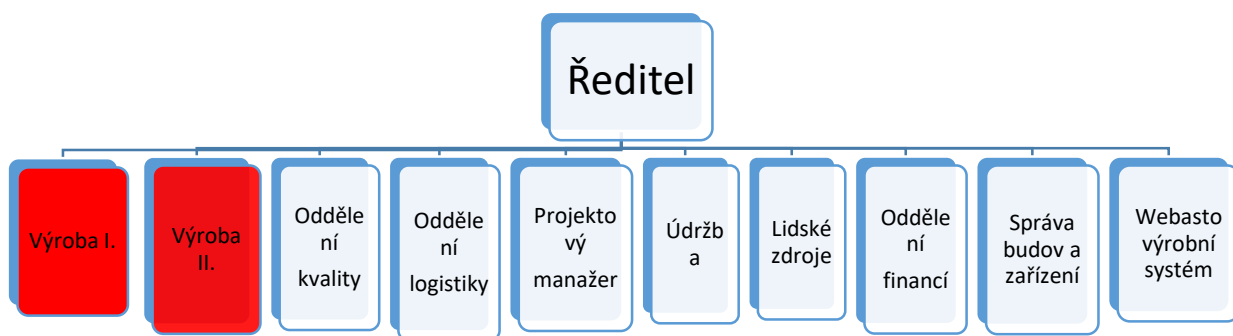 Ředitel
Výroba I.
Výroba
II.
Odděle
ní
kvality
Odděle
ní
logistiky
Projekto
vý
manažer
Údržb
a
Lidské
zdroje
Odděle
ní
financí
Správa
budov a
zařízení
Webasto
výrobní
systém